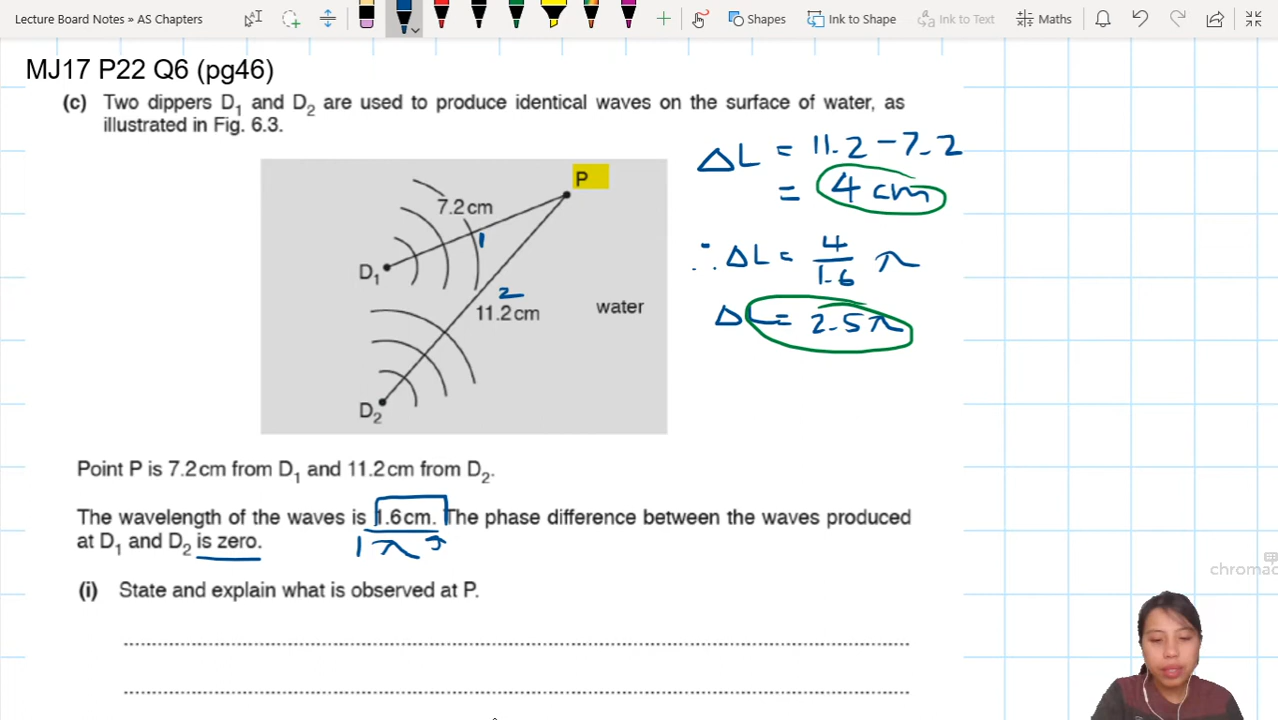 Lecture Board Notes » AS Chapters
Shapes
Ink to Shape
Ink to Text
Maths
MJ17 P22 Q6 (pg46)
(c) Two dippers D₁ and D₂ are used to produce identical waves on the surface of water, as
illustrated in Fig. 6.3.
P
7.2cm
1
D₁
2
11.2cm
water
D₂
ΔL = 11.2 - 7.2
= 4 cm
∴ ΔL = 4/1.6 λ
ΔL = 2.5λ
Point P is 7.2cm from D₁ and 11.2cm from D₂.
The wavelength of the waves is 1.6cm. The phase difference between the waves produced
at D₁ and D₂ is zero.
1 λ
(i) State and explain what is observed at P.
chromac